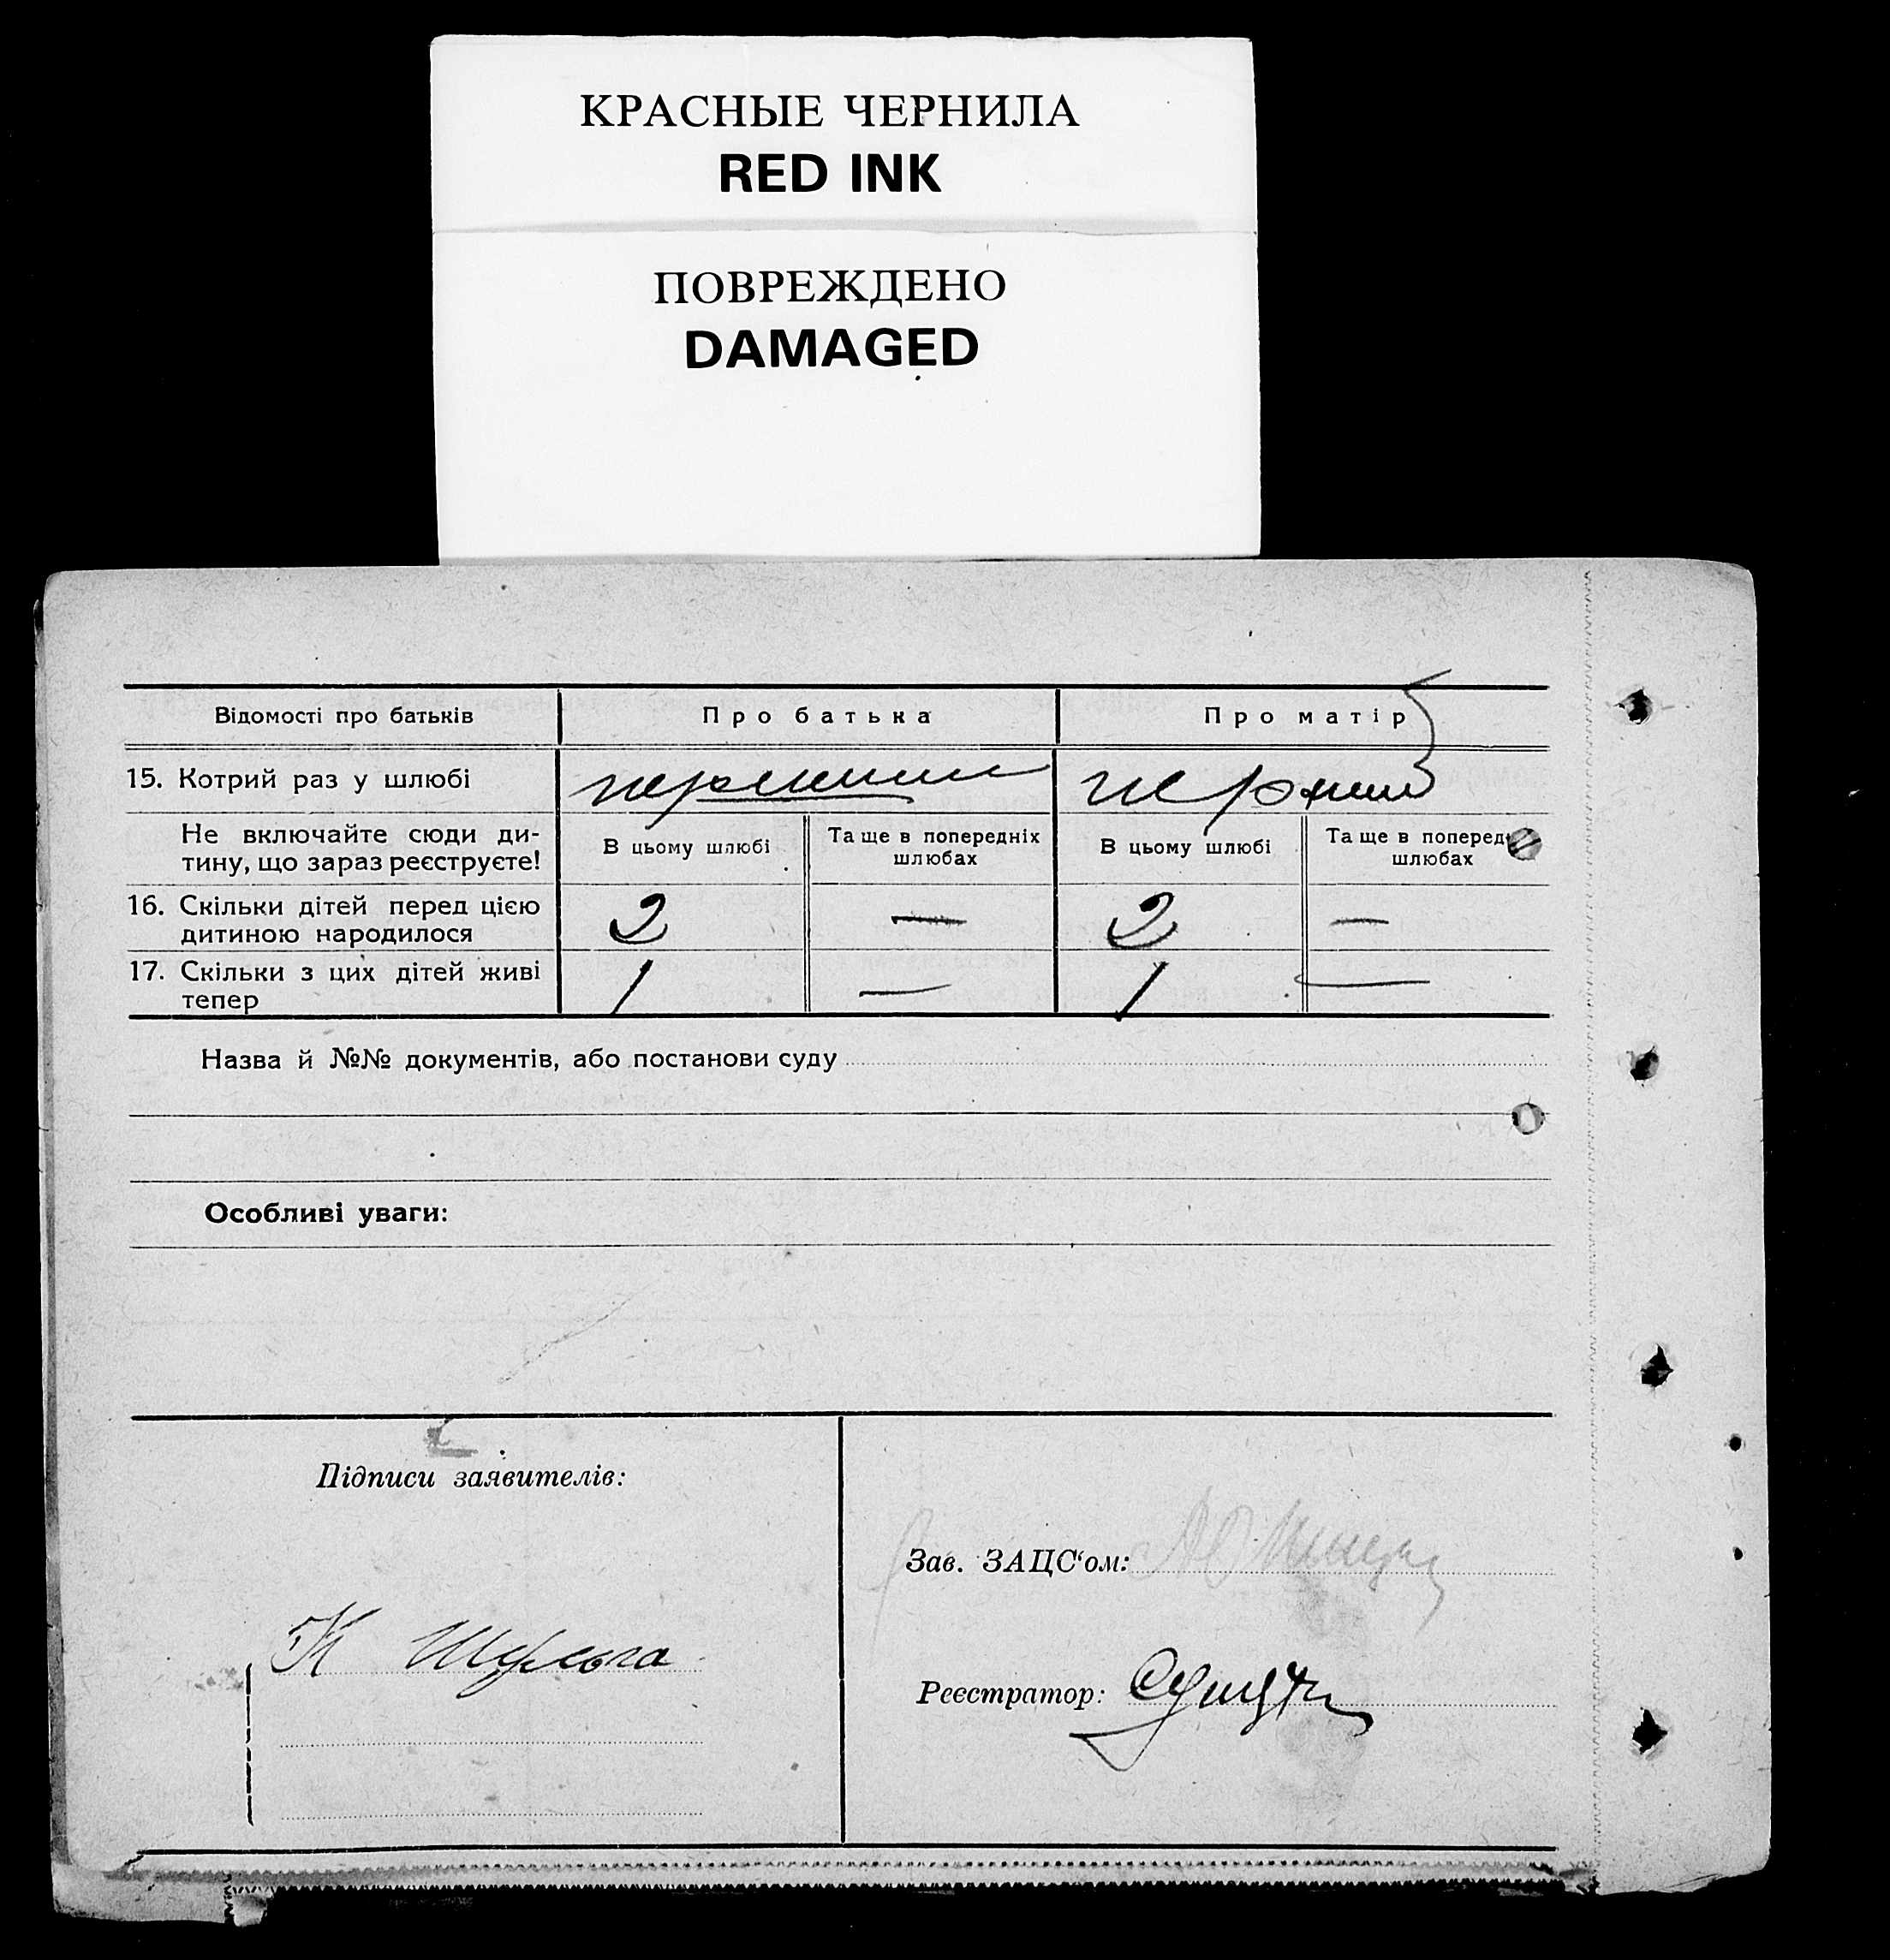 КРАСНЫЕ ЧЕРНИЛА
RED INK
ПОВРЕЖДЕНО
DAMAGED
Відомості про батьків Про батька Про матір
15. Котрий раз у шлюбі
Не включайте сюди ди-
тину, що зараз реєструєте!
В цьому шлюбі
Та ще в попередніх
шлюбах
В цьому шлюбі
Та ще в поперед
шлюбах
16. Скільки дітей перед цією
дитиною народилося
2 — 2 —
17. Скільки з цих дітей живі
тепер
1 — 1 —
Назва й №№ документів, або постанови суду
Особливі уваги:
Підписи заявителів:
К Шульга
Зав. ЗАЦС‘ом:
Реєстратор: